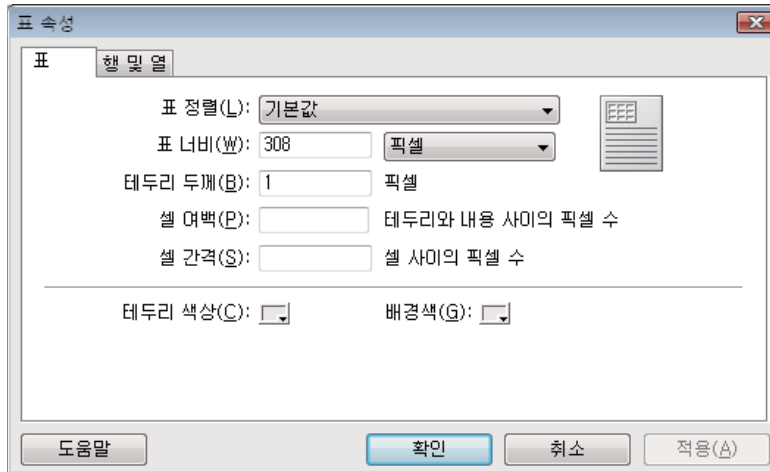 표 속성
표 행 및 열
표 정렬(L): 기본값
표 너비(W): 308 픽셀
테두리 두께(B): 1 픽셀
셀 여백(P): 테두리와 내용 사이의 픽셀 수
셀 간격(S): 셀 사이의 픽셀 수
테두리 색상(C): 배경색(G):
도움말 확인 취소 적용(A)